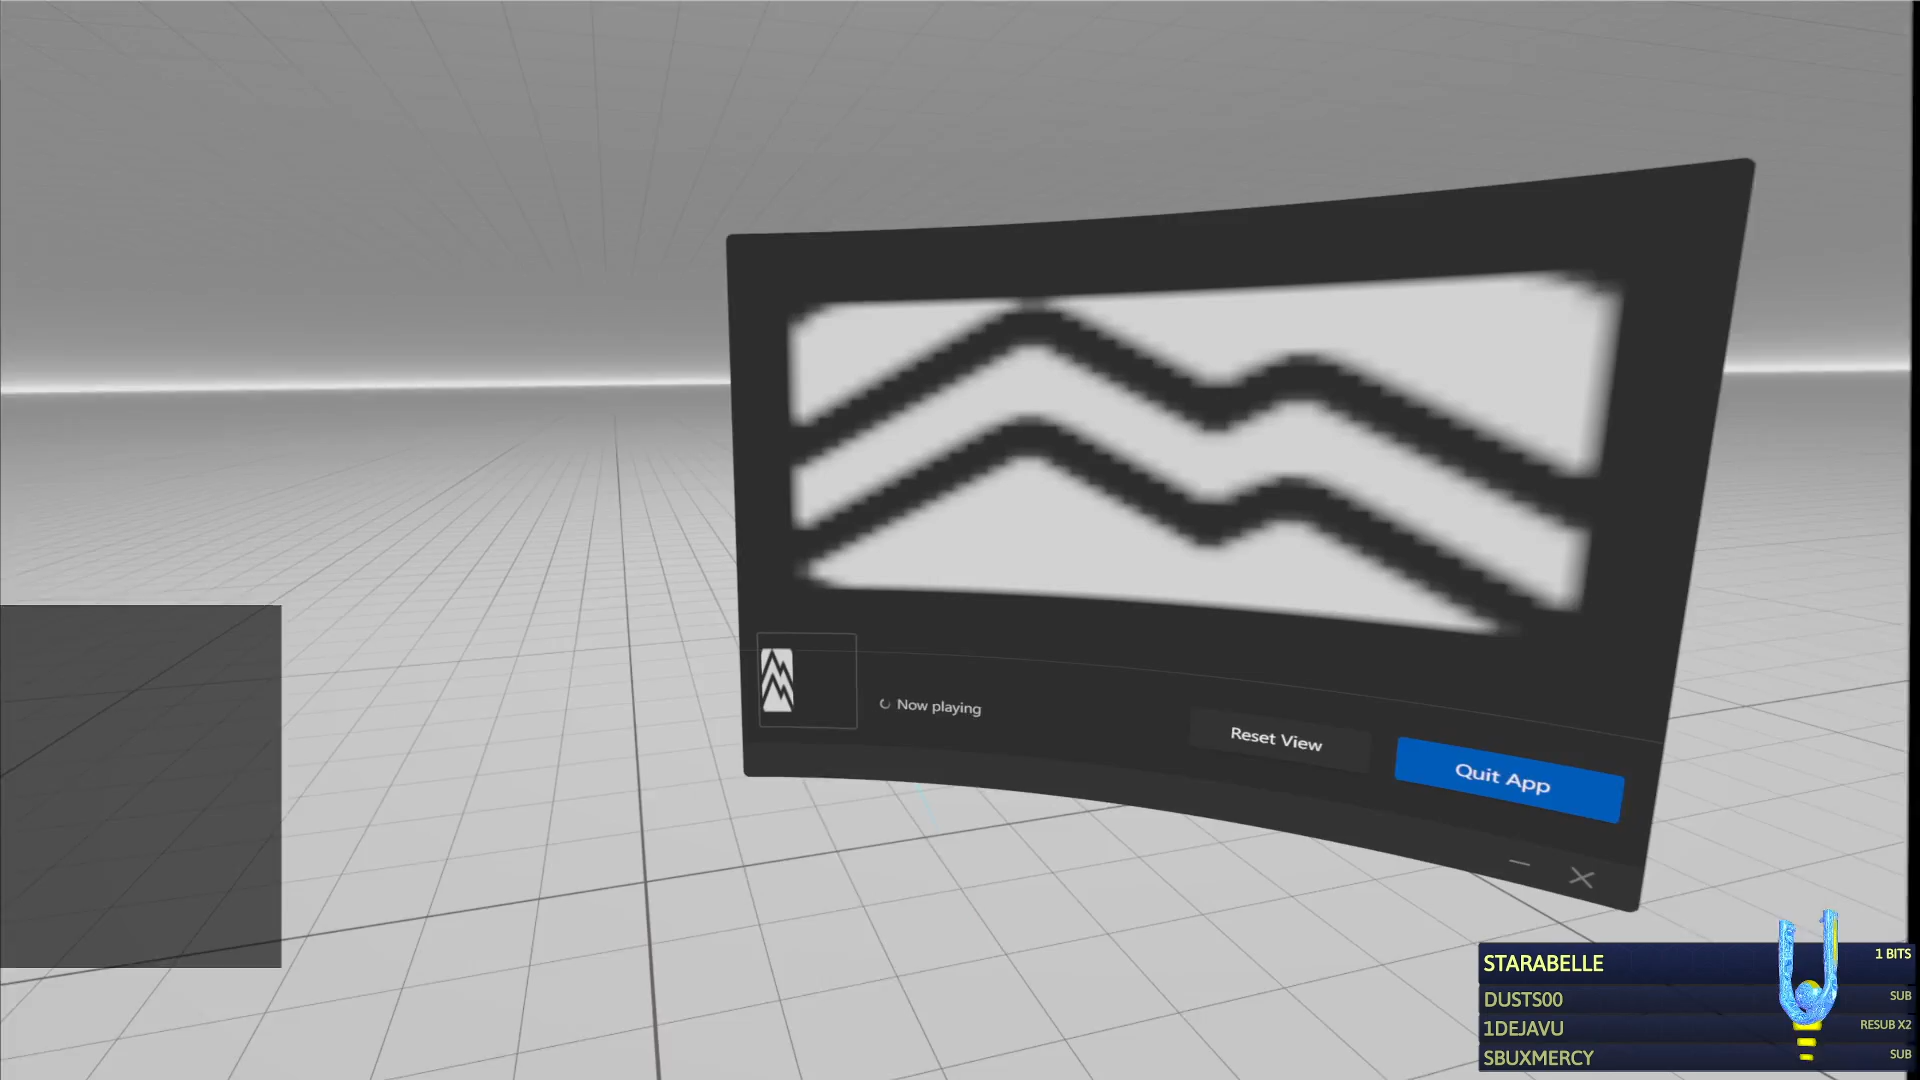 Now playing
Reset View
Quit App
STARABELLE 1 BITS
DUSTS00 SUB
1DEJAVU RESUB X2
SBUXMERCY SUB